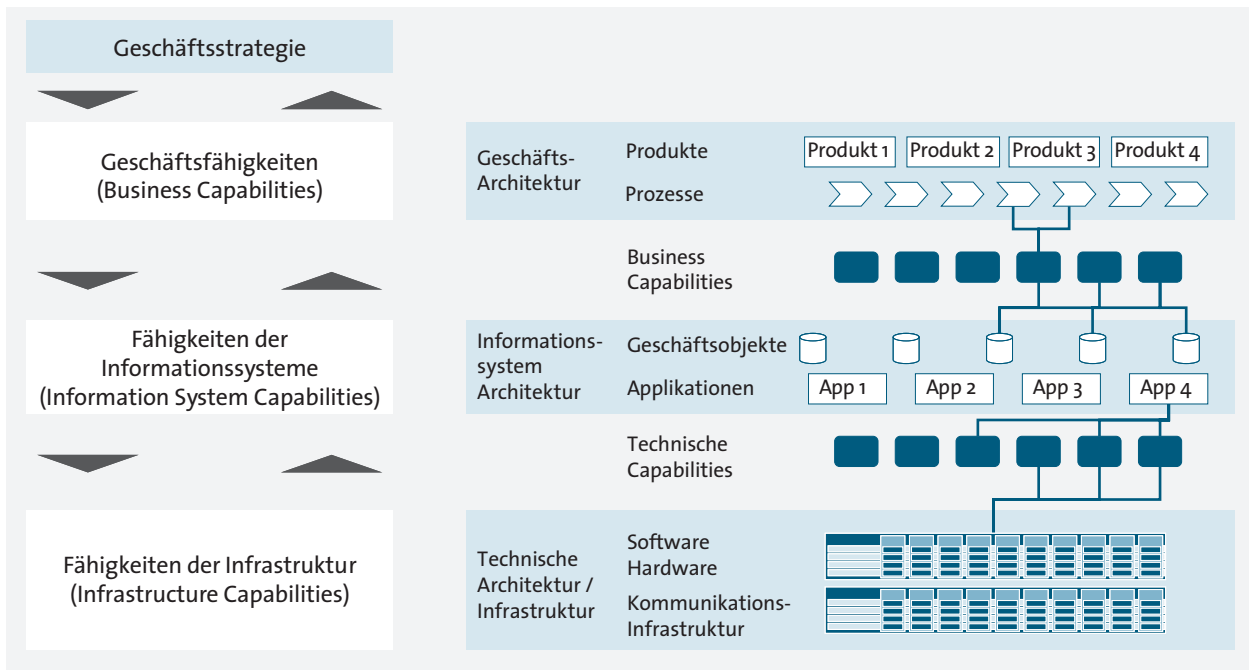 Geschäftsstrategie
Geschäftsfähigkeiten
(Business Capabilities)
Fähigkeiten der
Informationssysteme
(Information System Capabilities)
Fähigkeiten der Infrastruktur
(Infrastructure Capabilities)
Geschäfts-
Architektur
Produkte
Produkt 1
Produkt 2
Produkt 3
Produkt 4
Prozesse
Business
Capabilities
Informations-
system
Architektur
Geschäftsobjekte
Applikationen
App 1
App 2
App 3
App 4
Technische
Capabilities
Technische
Architektur /
Infrastruktur
Software
Hardware
Kommunikations-
Infrastruktur